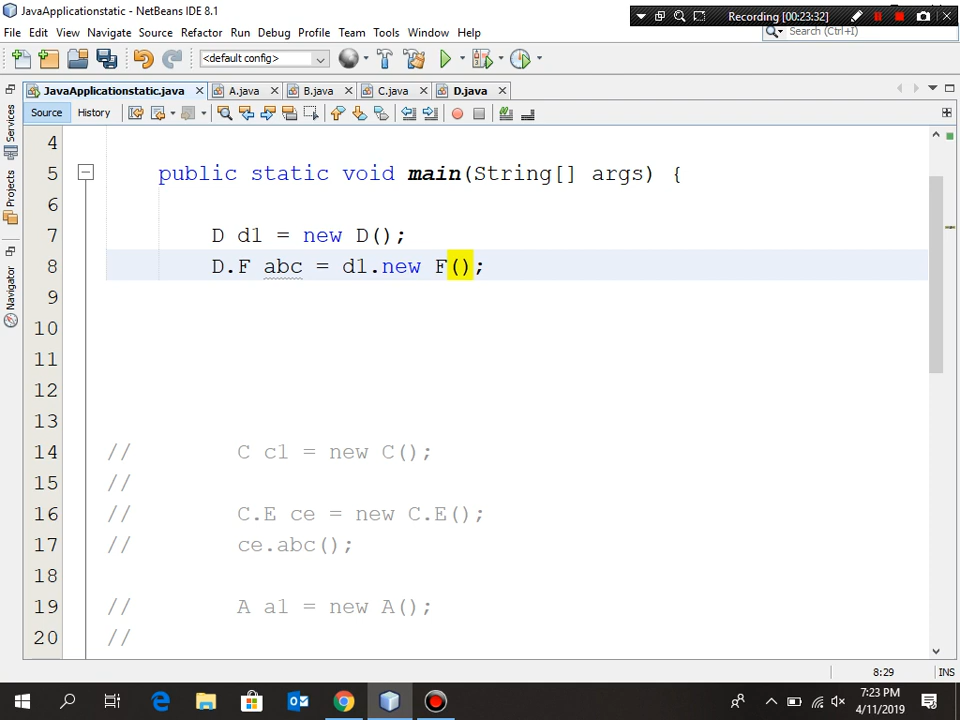 JavaApplicationstatic - NetBeans IDE 8.1
Recording [00:23:32]
File Edit View Navigate Source Refactor Run Debug Profile Team Tools Window Help
Search (Ctrl+I)
<default config>
JavaApplicationstatic.java A.java B.java C.java D.java
Source History
Services
Projects
Navigator
4
5 public static void main(String[] args) {
6
7 D d1 = new D();
8 D.F abc = d1.new F();
9
10
11
12
13
14 // C c1 = new C();
15 //
16 // C.E ce = new C.E();
17 // ce.abc();
18
19 // A a1 = new A();
20 //
8:29 INS
7:23 PM
4/11/2019